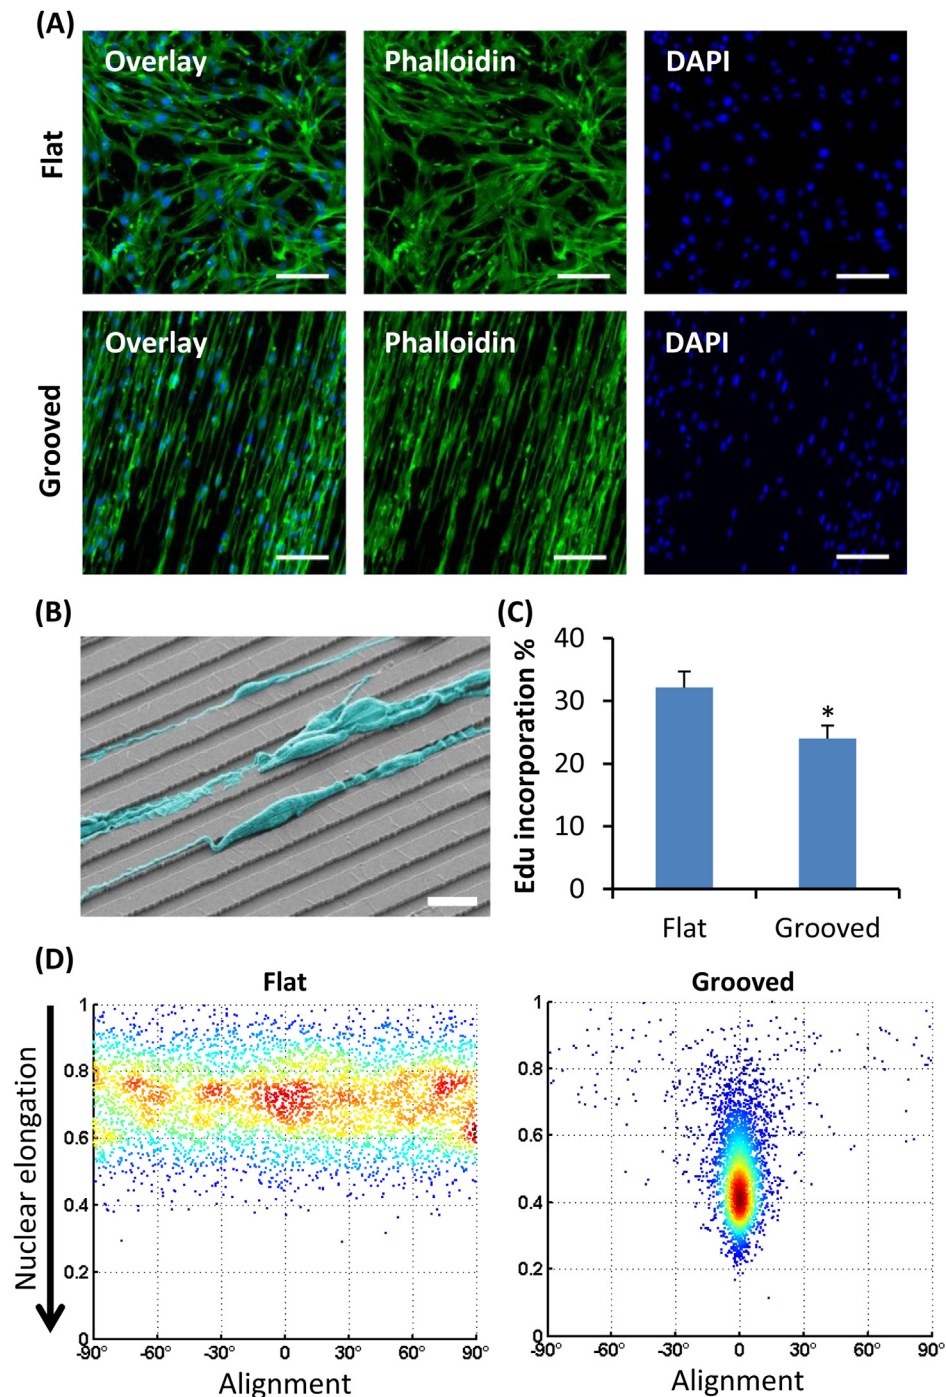 (A)
Overlay Phalloidin DAPI
Flat
Overlay Phalloidin DAPI
Grooved
(B)
(C)
Edu incorporation %
40
30
20
10
0
*
Flat Grooved
(D)
Flat
Nuclear elongation
1
0.8
0.6
0.4
0.2
0
-90° -60° -30° 0 30° 60° 90°
Alignment
Grooved
1
0.8
0.6
0.4
0.2
0
-90° -60° -30° 0 30° 60° 90°
Alignment